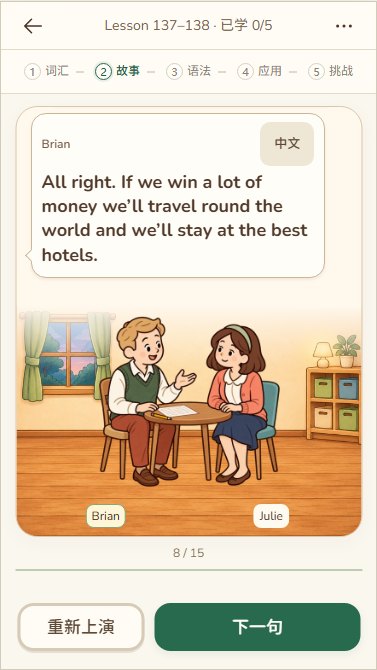 Lesson 137–138 · 已学 0/5
1 词汇 – 2 故事 – 3 语法 – 4 应用 – 5 挑战
Brian
中文
All right. If we win a lot of
money we’ll travel round the
world and we’ll stay at the best
hotels.
Brian
Julie
8 / 15
重新上演
下一句